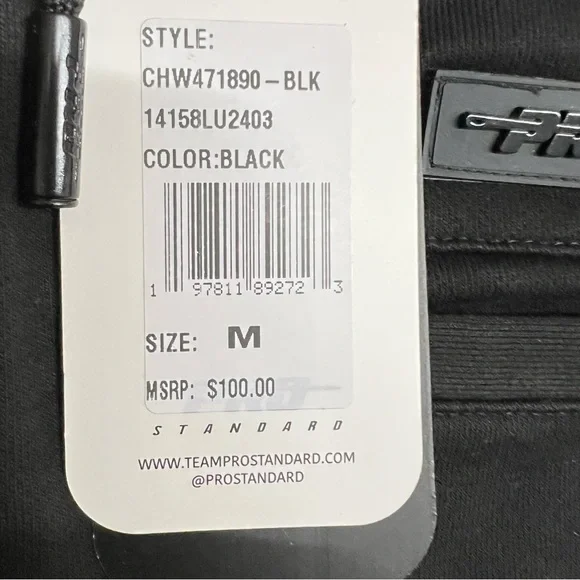 STYLE:
CHW471890-BLK
14158LU2403
COLOR:BLACK
1 97811 89272 3
SIZE: M
MSRP: $100.00
STANDARD
WWW.TEAMPROSTANDARD.COM
@PROSTANDARD
PRO